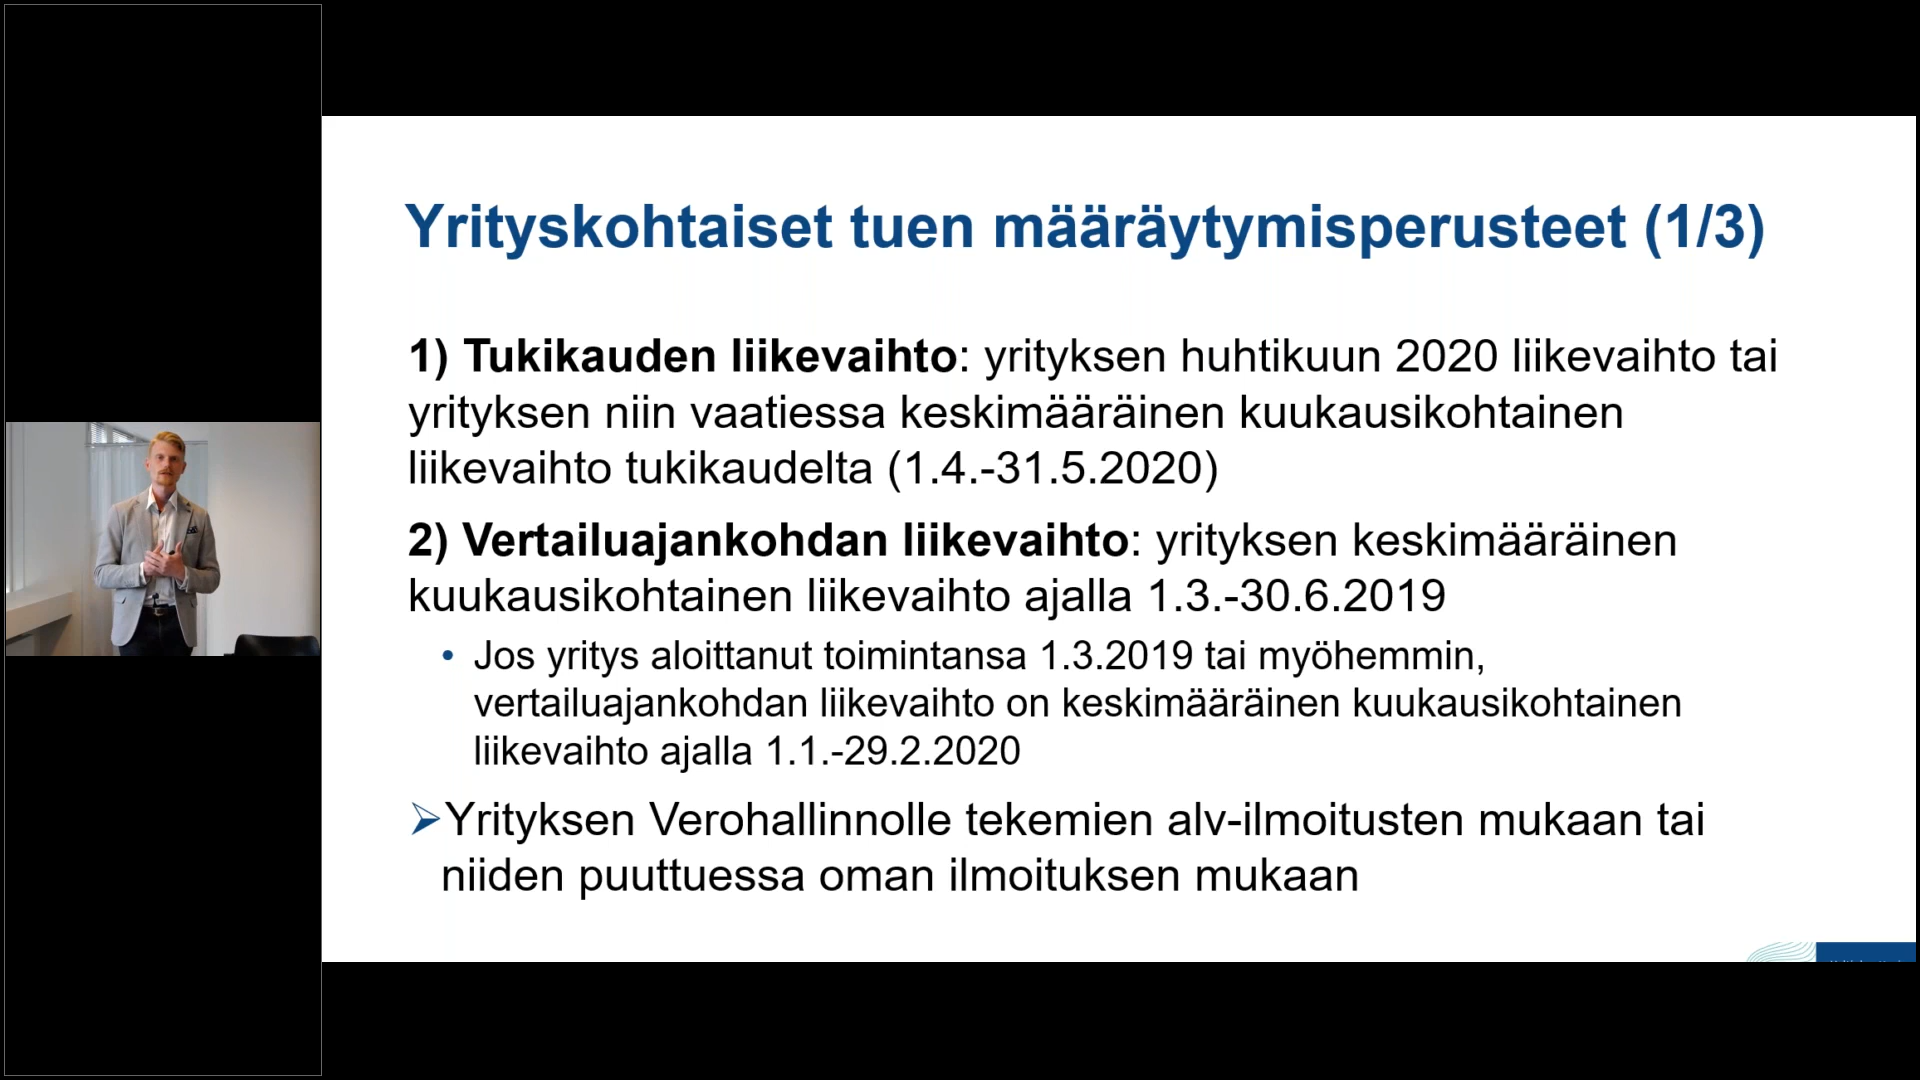 Yrityskohtaiset tuen määräytymisperusteet (1/3)
1) Tukikauden liikevaihto: yrityksen huhtikuun 2020 liikevaihto tai
yrityksen niin vaatiessa keskimääräinen kuukausikohtainen
liikevaihto tukikaudelta (1.4.-31.5.2020)
2) Vertailuajankohdan liikevaihto: yrityksen keskimääräinen
kuukausikohtainen liikevaihto ajalla 1.3.-30.6.2019
• Jos yritys aloittanut toimintansa 1.3.2019 tai myöhemmin,
vertailuajankohdan liikevaihto on keskimääräinen kuukausikohtainen
liikevaihto ajalla 1.1.-29.2.2020
➢Yrityksen Verohallinnolle tekemien alv-ilmoitusten mukaan tai
niiden puuttuessa oman ilmoituksen mukaan